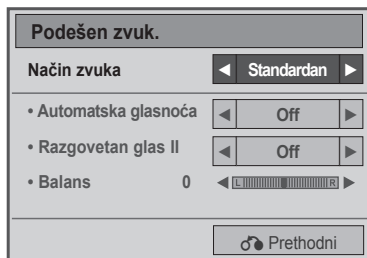 Podešen zvuk.
Način zvuka ◄ Standardan ►
• Automatska glasnoća ◄ Off ►
• Razgovetan glas II ◄ Off ►
• Balans 0 ◄ L R ►
Prethodni